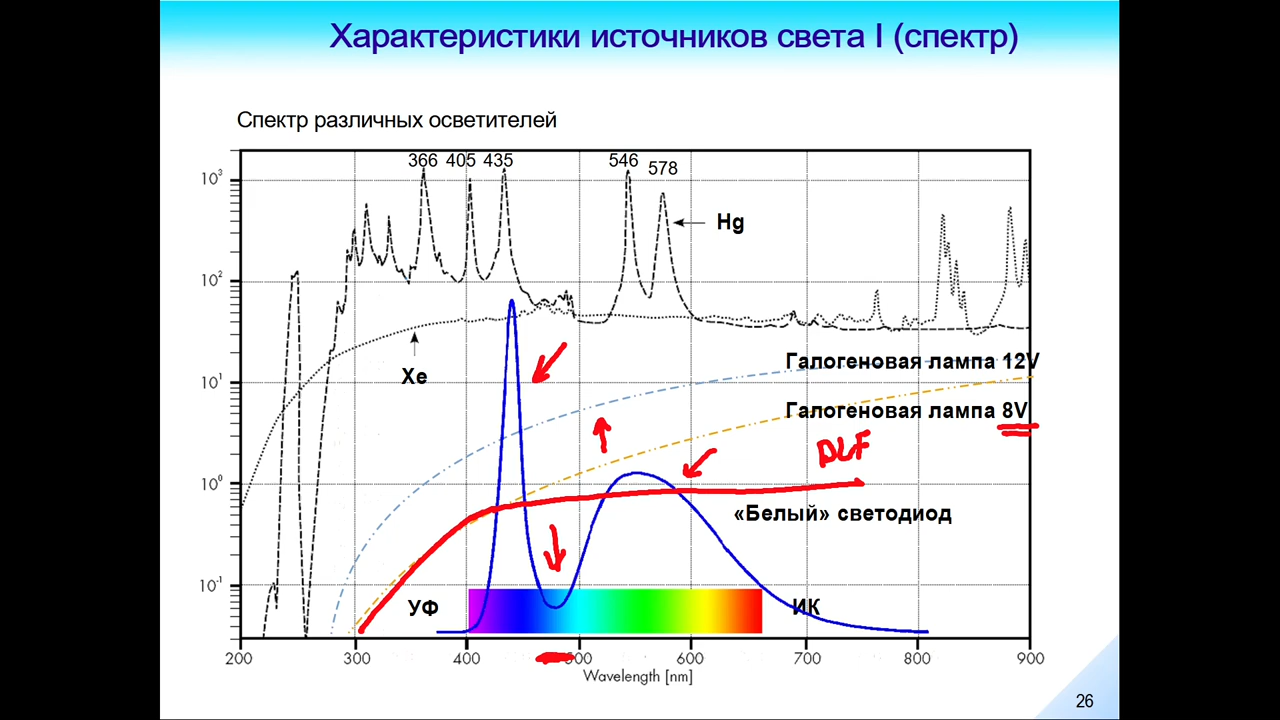 Характеристики источников света I (спектр)
Спектр различных осветителей
366 405 435 546 578
10³
Hg
10²
Xe
Галогеновая лампа 12V
10¹
Галогеновая лампа 8V
DLF
10⁰
«Белый» светодиод
10⁻¹
УФ ИК
200 300 400 500 600 700 800 900
Wavelength [nm]
26